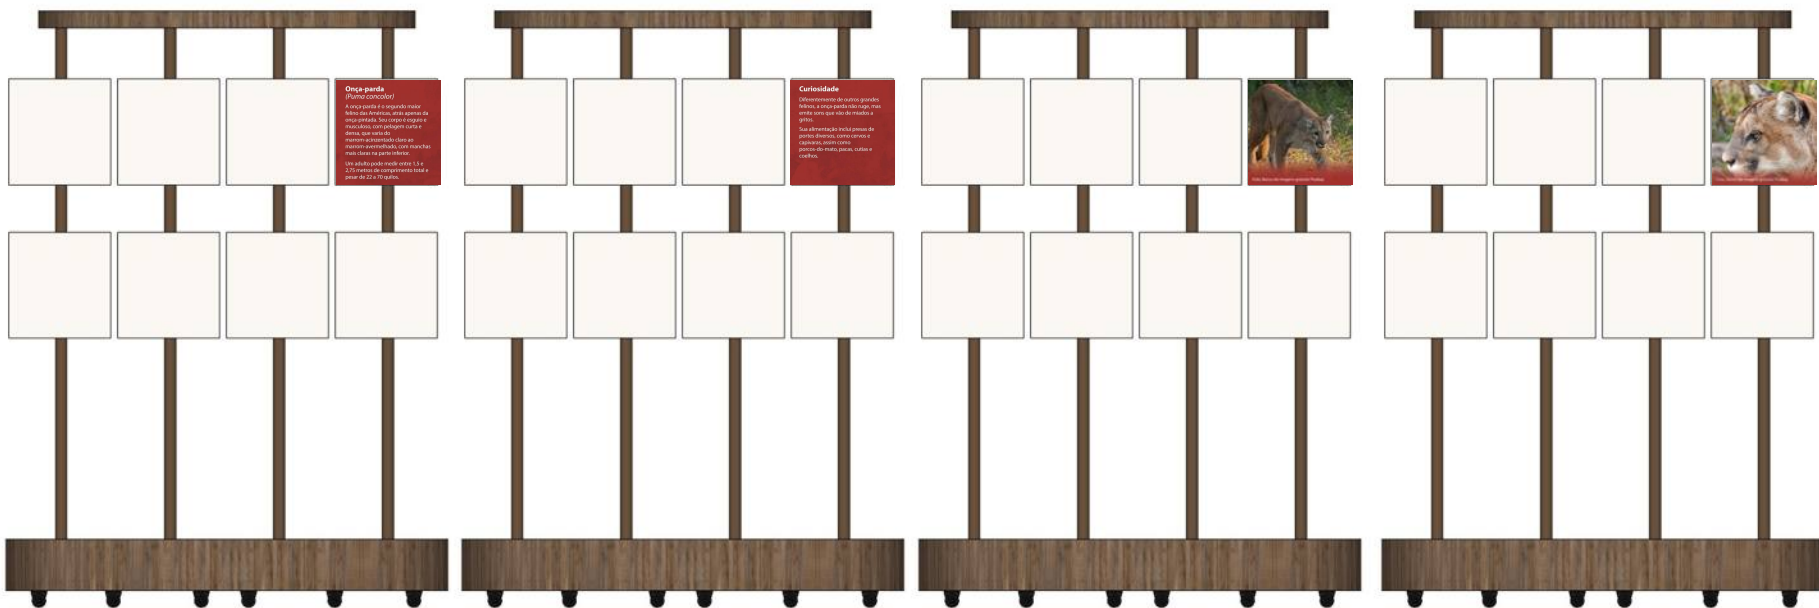 Onça-parda
(Puma concolor)
A onça-parda é o segundo maior
felino das Américas, atrás apenas da
onça-pintada. Seu corpo é esguio e
musculoso, com pelagem curta e
densa, que varia do
marrom-acinzentado claro ao
marrom-avermelhado, com manchas
mais claras na parte inferior.
Um adulto pode medir entre 1,5 e
2,75 metros de comprimento total e
pesar de 22 a 70 quilos.
Curiosidade
Diferentemente de outros grandes
felinos, a onça-parda não ruge, mas
emite sons que vão de miados a
gritos.
Sua alimentação inclui presas de
portes diversos, como cervos e
capivaras, assim como
porcos-do-mato, pacas, cutias e
coelhos.